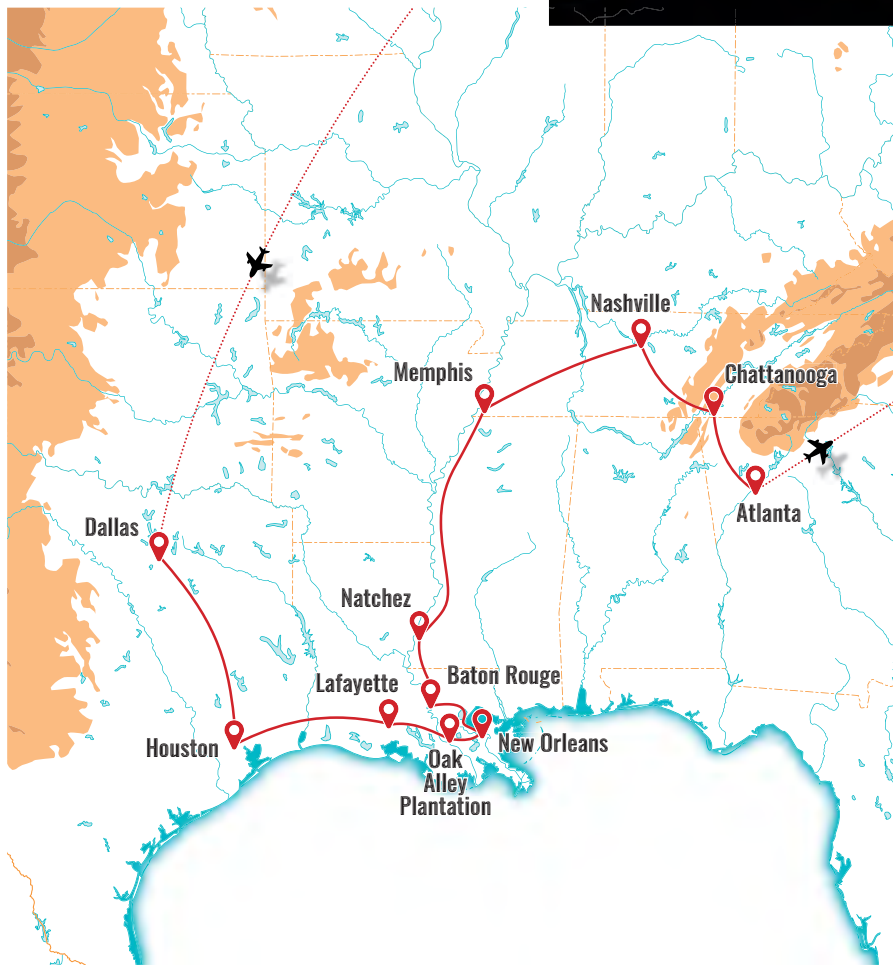 Nashville
Memphis
Chattanooga
Atlanta
Dallas
Natchez
Baton Rouge
Lafayette
Houston
New Orleans
Oak
Alley
Plantation